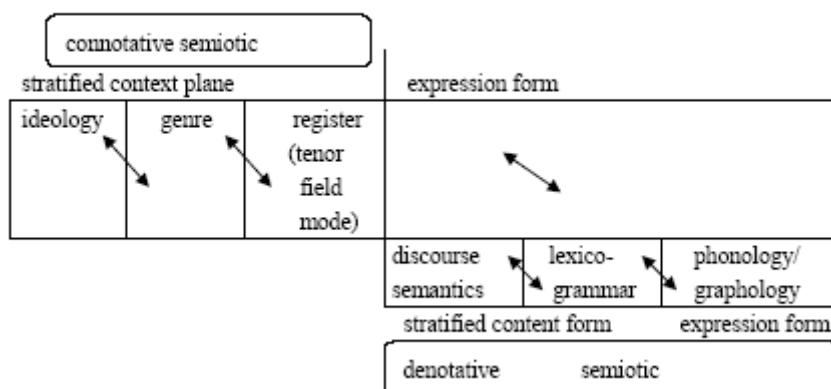 connotative semiotic
stratified context plane expression form
ideology genre register
(tenor
field
mode)
discourse lexico- phonology/
semantics grammar graphology
stratified content form expression form
denotative semiotic